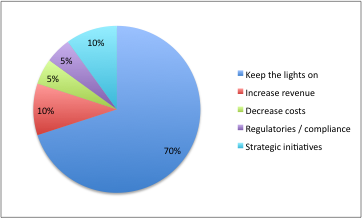 10%
5%
5%
10%
70%
Keep the lights on
Increase revenue
Decrease costs
Regulatories / compliance
Strategic initiatives